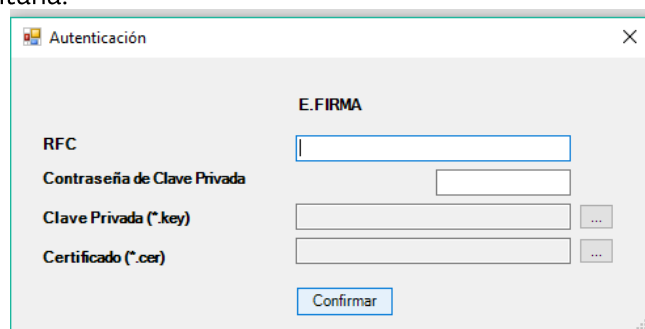 Autenticación
E.FIRMA
RFC
Contraseña de Clave Privada
Clave Privada (*.key)
...
Certificado (*.cer)
...
Confirmar